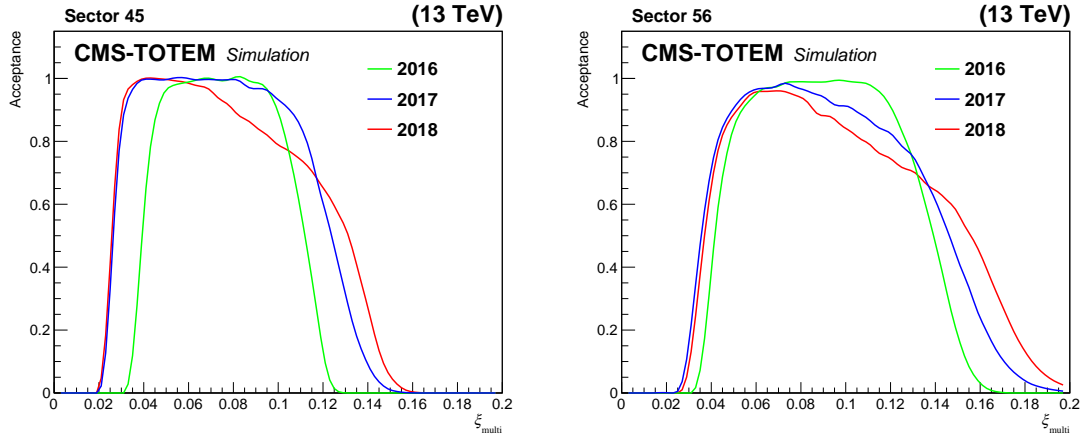 Sector 45
(13 TeV)
CMS-TOTEM Simulation
2016
2017
2018
Acceptance
1
0.8
0.6
0.4
0.2
0
0 0.02 0.04 0.06 0.08 0.1 0.12 0.14 0.16 0.18 0.2
ξmulti
Sector 56
(13 TeV)
CMS-TOTEM Simulation
2016
2017
2018
Acceptance
1
0.8
0.6
0.4
0.2
0
0 0.02 0.04 0.06 0.08 0.1 0.12 0.14 0.16 0.18 0.2
ξmulti